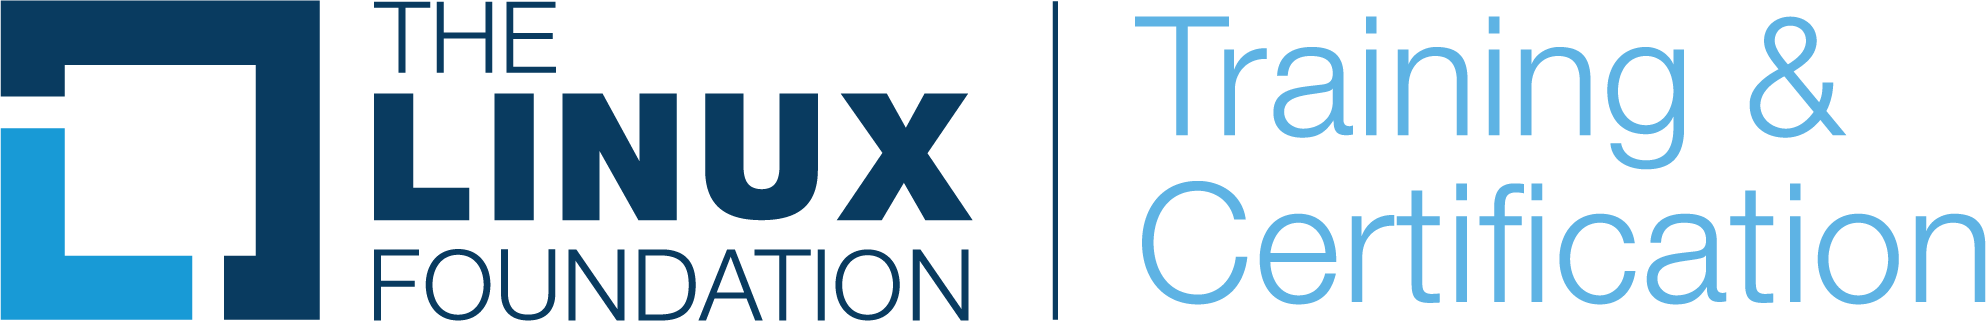 THE
LINUX
FOUNDATION
Training &
Certification